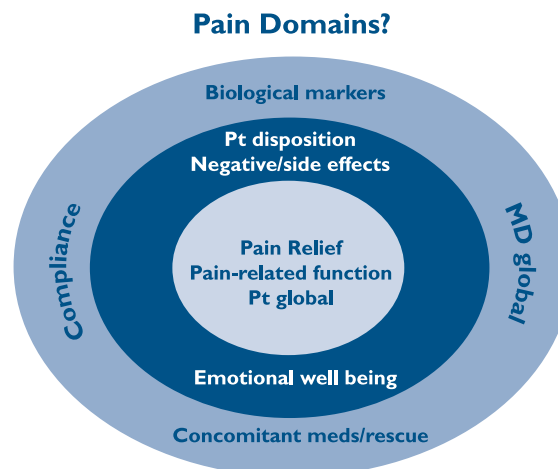 Pain Domains?
Biological markers
Pt disposition
Negative/side effects
Compliance
MD global
Pain Relief
Pain-related function
Pt global
Emotional well being
Concomitant meds/rescue